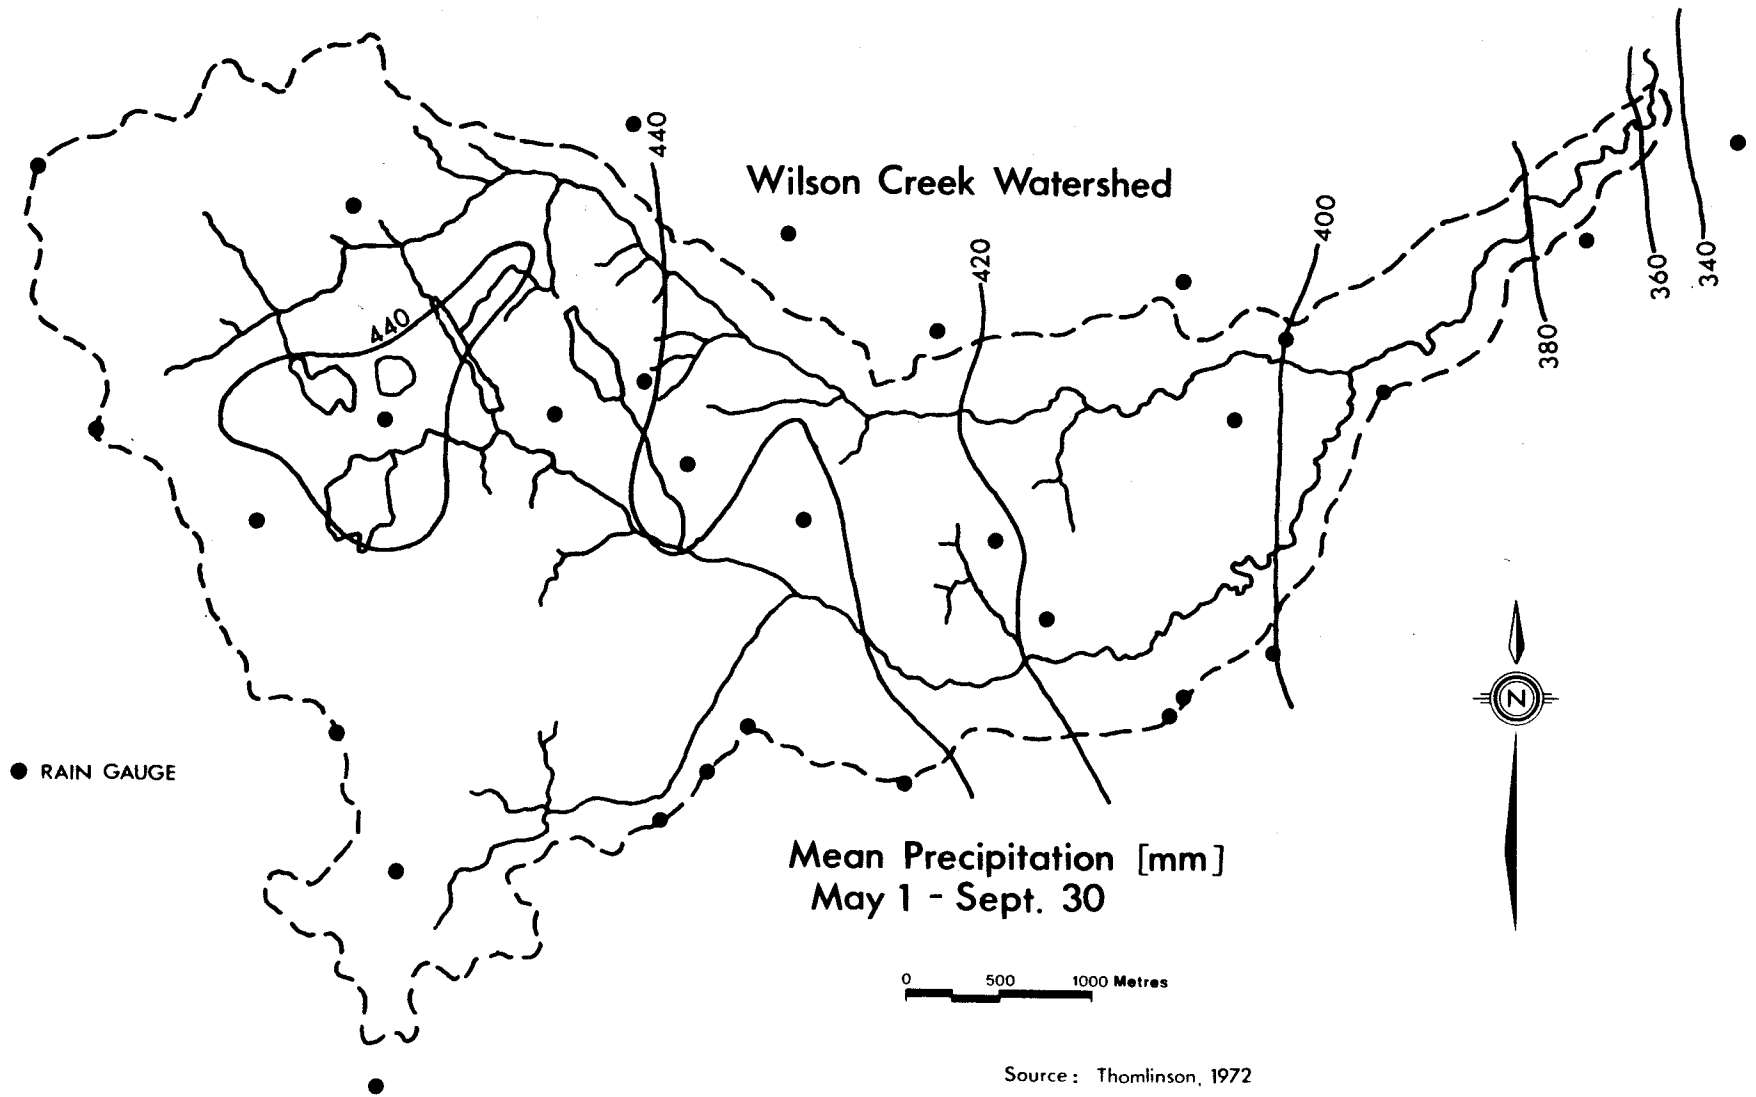 440
Wilson Creek Watershed
400
420
360
340
440
380
RAIN GAUGE
Mean Precipitation [mm]
May 1 - Sept. 30
N
0 500 1000 Metres
Source: Thomlinson, 1972